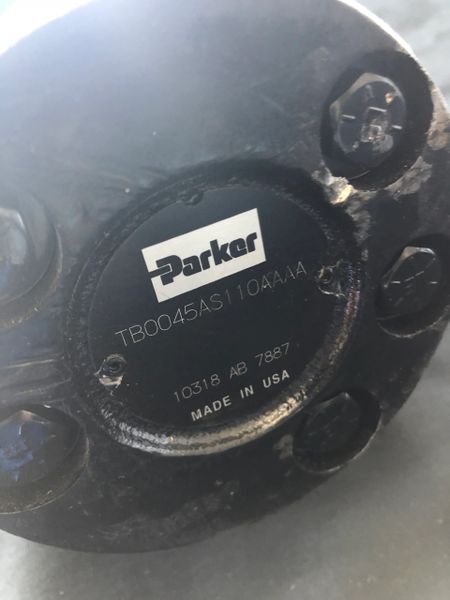 Parker
TB0045AS110AAAA
10318 AB 7887
MADE IN USA